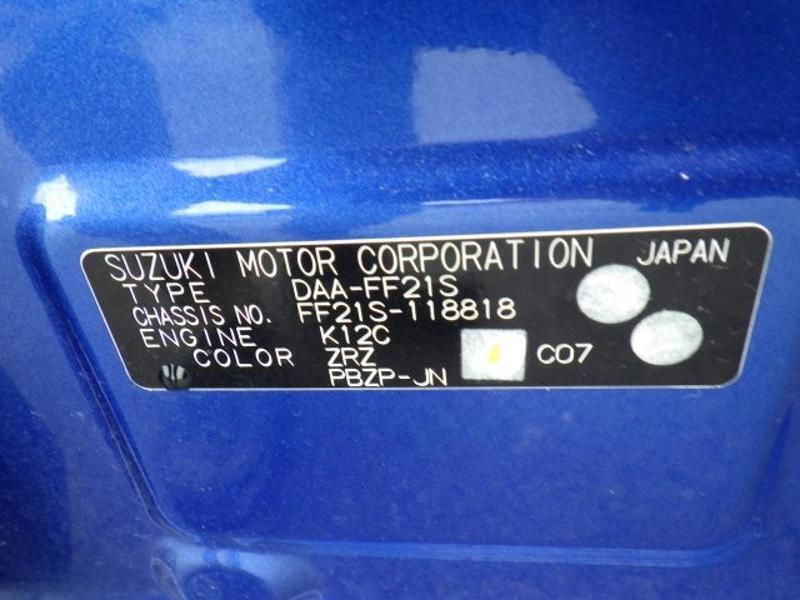 SUZUKI MOTOR CORPORATION JAPAN
TYPE DAA-FF21S
CHASSIS NO. FF21S-118818
ENGINE K12C
COLOR ZRZ C07
PBZP-JN